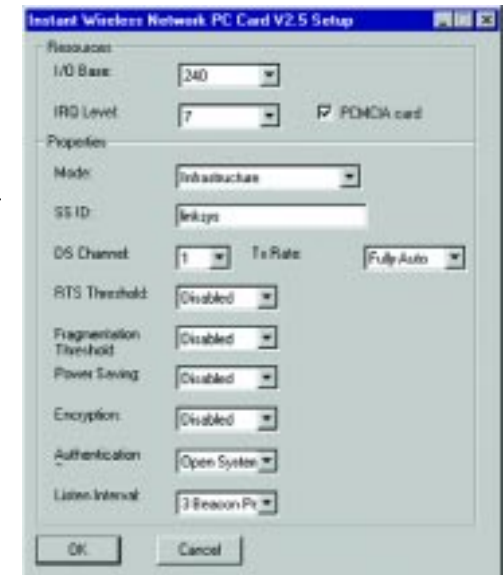 Instant Wireless Network PC Card V2.5 Setup
Resources
I/O Base: 240
IRQ Level: 7 PCMCIA card
Properties
Mode: Infrastructure
SS ID: linksys
DS Channel: 1 Tx Rate: Fully Auto
RTS Threshold: Disabled
Fragmentation Threshold Disabled
Power Saving: Disabled
Encryption: Disabled
Authentication Open System
Listen Interval: 3 Beacon
OK Cancel